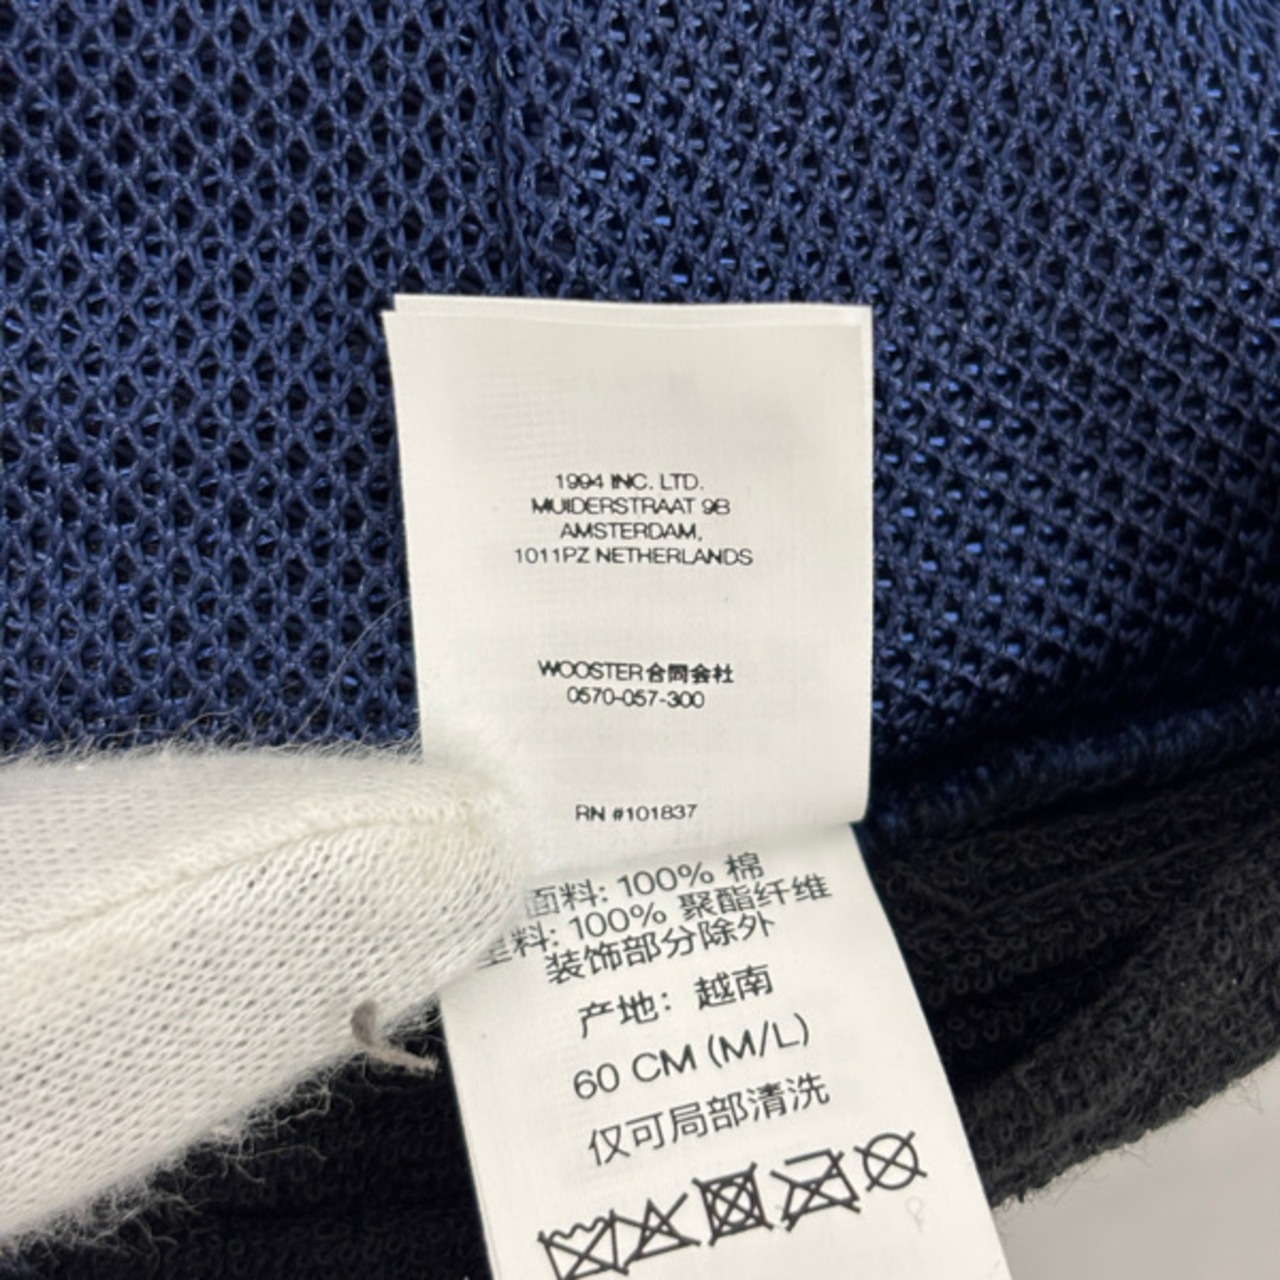 1994 INC. LTD.
MUIDERSTRAAT 9B
AMSTERDAM,
1011PZ NETHERLANDS
WOOSTER合同会社
0570-057-300
RN #101837
面料: 100% 棉
里料: 100% 聚酯纤维
装饰部分除外
产地: 越南
60 CM (M/L)
仅可局部清洗